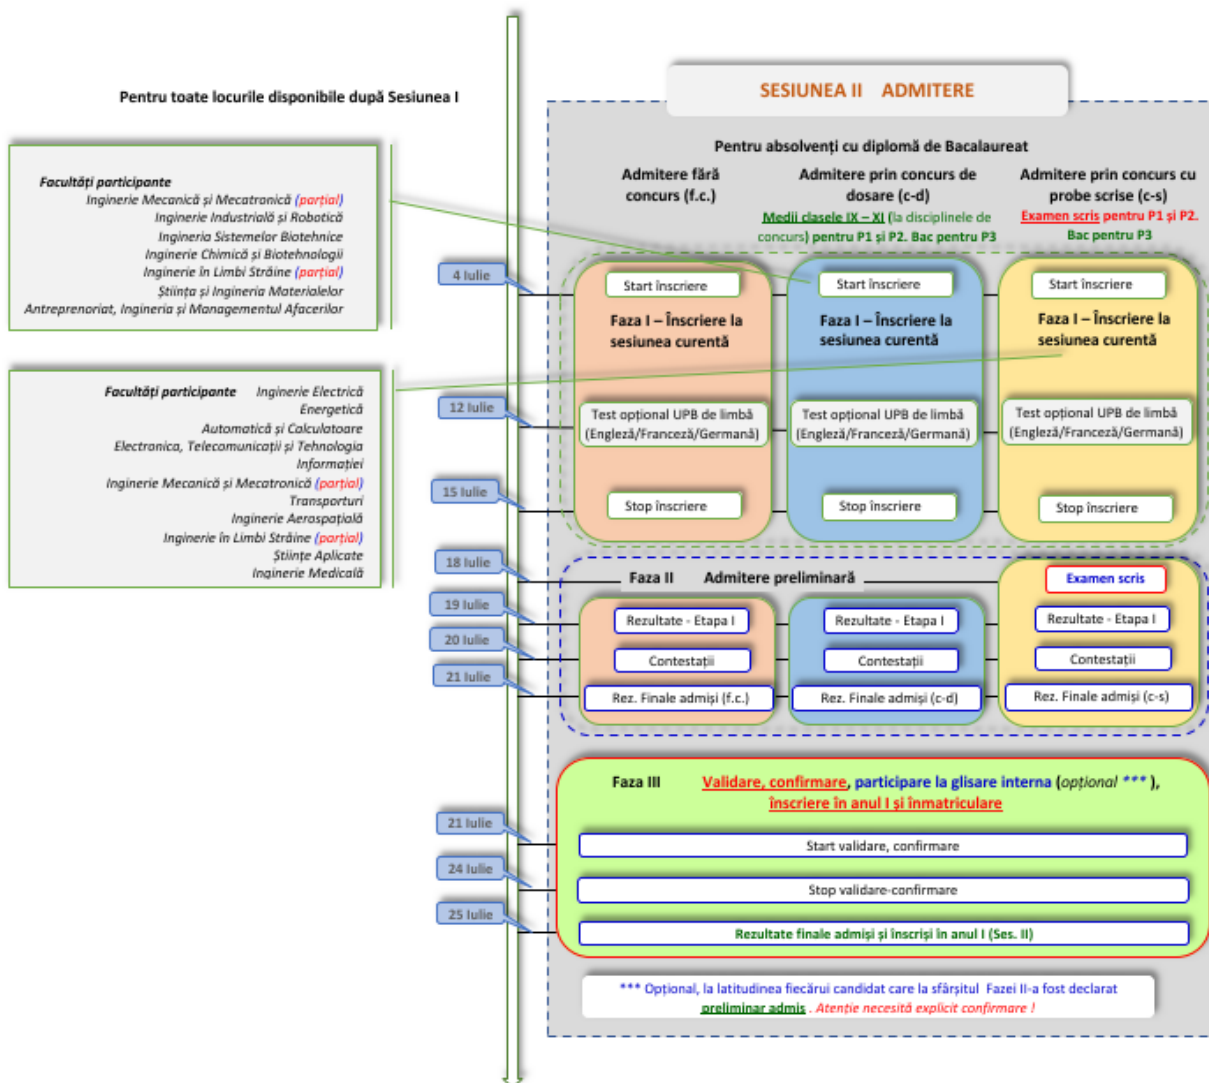 Pentru toate locurile disponibile după Sesiunea I
SESIUNEA II ADMITERE
Pentru absolvenți cu diplomă de Bacalaureat
Admitere fără
concurs (f.c.)
Admitere prin concurs de
dosare (c-d)
Medii clasele IX – XI (la disciplinele de
concurs) pentru P1 și P2. Bac pentru P3
Admitere prin concurs cu
probe scrise (c-s)
Examen scris pentru P1 și P2.
Bac pentru P3
Facultăți participante
Inginerie Mecanică și Mecatronică (parțial)
Inginerie Industrială și Robotică
Ingineria Sistemelor Biotehnice
Inginerie Chimică și Biotehnologii
Inginerie în Limbi Străine (parțial)
Știința și Ingineria Materialelor
Antreprenoriat, Ingineria și Managementul Afacerilor
Facultăți participante Inginerie Electrică
Energetică
Automatică și Calculatoare
Electronica, Telecomunicații și Tehnologia
Informației
Inginerie Mecanică și Mecatronică (parțial)
Transporturi
Inginerie Aerospațială
Inginerie în Limbi Străine (parțial)
Științe Aplicate
Inginerie Medicală
4 Iulie
Start înscriere
Start înscriere
Start înscriere
Faza I – Înscriere la
sesiunea curentă
Faza I – Înscriere la
sesiunea curentă
Faza I – Înscriere la
sesiunea curentă
12 Iulie
Test opțional UPB de limbă
(Engleză/Franceză/Germană)
Test opțional UPB de limbă
(Engleză/Franceză/Germană)
Test opțional UPB de limbă
(Engleză/Franceză/Germană)
15 Iulie
Stop înscriere
Stop înscriere
Stop înscriere
18 Iulie
Faza II Admitere preliminară
Examen scris
19 Iulie
Rezultate - Etapa I
Rezultate - Etapa I
Rezultate - Etapa I
20 Iulie
Contestații
Contestații
Contestații
21 Iulie
Rez. Finale admiși (f.c.)
Rez. Finale admiși (c-d)
Rez. Finale admiși (c-s)
Faza III Validare, confirmare, participare la glisare interna (opțional *** ),
înscriere în anul I și înmatriculare
21 Iulie
Start validare, confirmare
24 Iulie
Stop validare-confirmare
25 Iulie
Rezultate finale admiși și înscriși în anul I (Ses. II)
*** Opțional, la latitudinea fiecărui candidat care la sfârșitul Fazei II-a fost declarat
preliminar admis . Atenție necesită explicit confirmare !